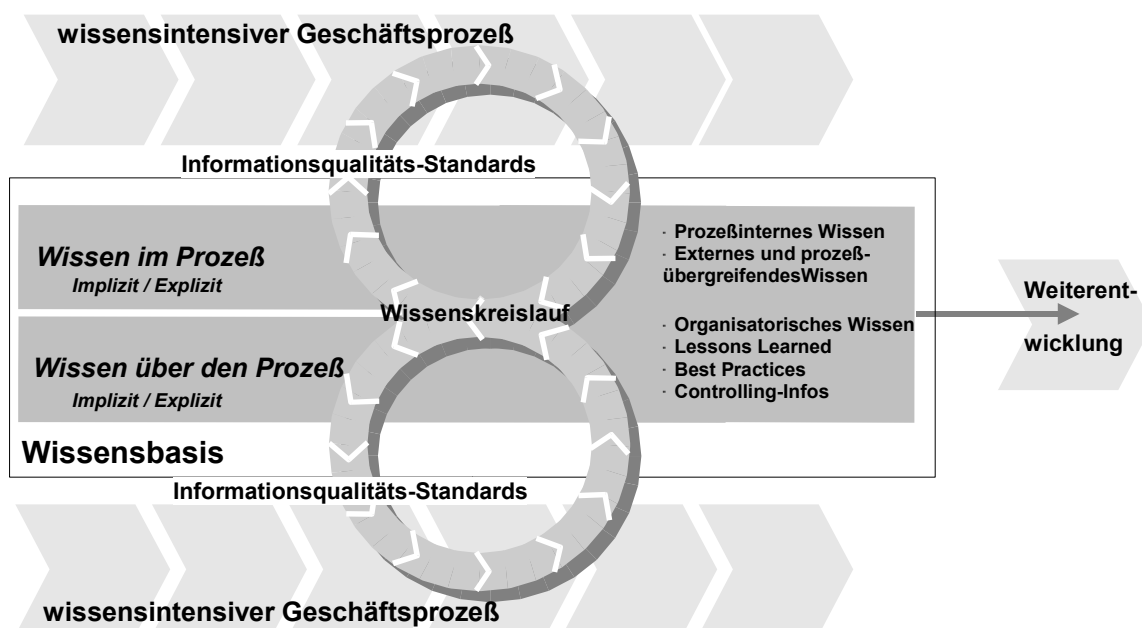 wissensintensiver Geschäftsprozeß
Informationsqualitäts-Standards
Wissen im Prozeß
Implizit / Explizit
· Prozeßinternes Wissen
· Externes und prozeß-
übergreifendesWissen
Wissenskreislauf
Wissen über den Prozeß
Implizit / Explizit
· Organisatorisches Wissen
· Lessons Learned
· Best Practices
· Controlling-Infos
Weiterent-
wicklung
Wissensbasis
Informationsqualitäts-Standards
wissensintensiver Geschäftsprozeß